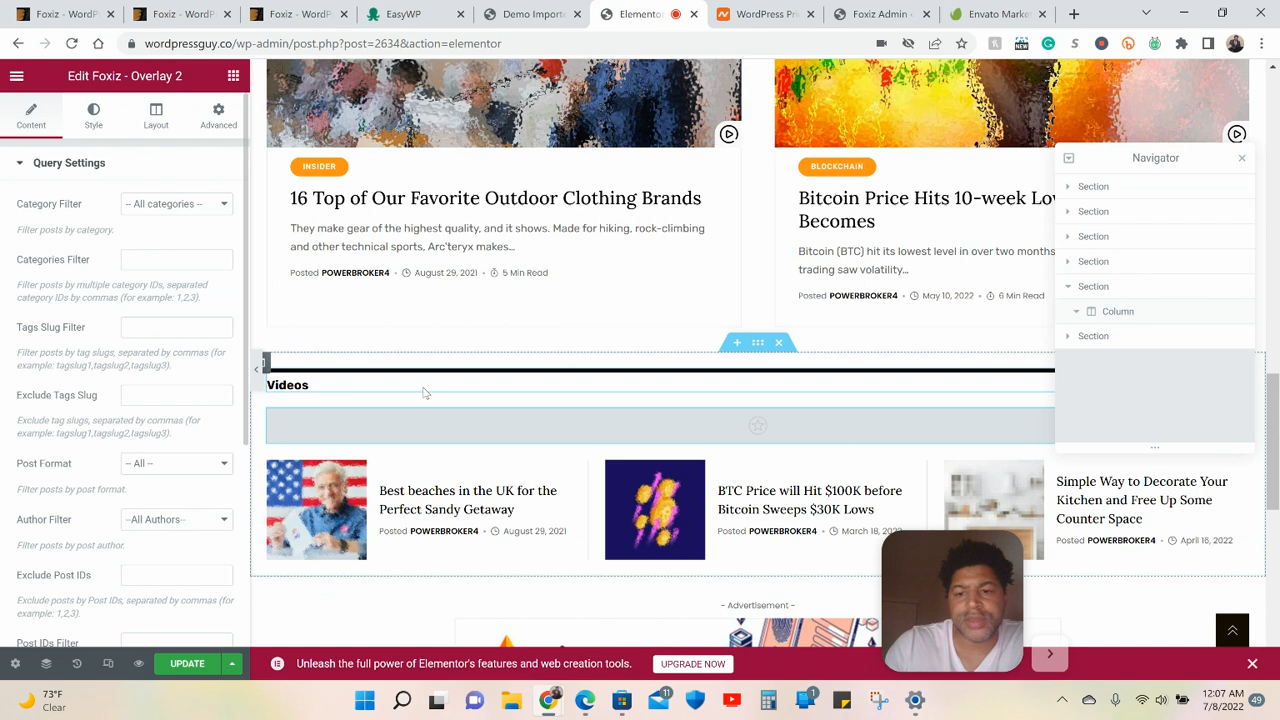 Foxiz - WORDP
Foxiz - WORDP
Foxiz - WORDP
EasyWP
Demo Importe
Elemento
WordPress Pri
Foxiz Admin -
Envato Marke
wordpressguy.co/wp-admin/post.php?post=2634&action=elementor
NEW
Edit Foxiz - Overlay 2
Content
Style
Layout
Advanced
Query Settings
Category Filter
-- All categories --
Filter posts by category.
Categories Filter
Filter posts by multiple category IDs, separated
category IDs by commas (for example: 1,2,3).
Tags Slug Filter
Filter posts by tag slugs, separated by commas (for
example: tagslug1,tagslug2,tagslug3).
Exclude Tags Slug
Exclude tag slugs, separated by commas (for
example: tagslug1,tagslug2,tagslug3).
Post Format
-- All --
Filter posts by post format.
Author Filter
--All Authors--
Filter posts by post author.
Exclude Post IDs
Exclude posts by Post IDs, separated by commas (for
example: 1,2,3).
Post IDs Filter
UPDATE
INSIDER
16 Top of Our Favorite Outdoor Clothing Brands
They make gear of the highest quality, and it shows. Made for hiking, rock-climbing
and other technical sports, Arc'teryx makes...
Posted POWERBROKER4 • August 29, 2021 • 5 Min Read
BLOCKCHAIN
Bitcoin Price Hits 10-week Lo
Becomes
Bitcoin (BTC) hit its lowest level in over two months
trading saw volatility...
Posted POWERBROKER4 • May 10, 2022 • 6 Min Read
Navigator
Section
Section
Section
Section
Section
Column
Section
Videos
Best beaches in the UK for the
Perfect Sandy Getaway
Posted POWERBROKER4 • August 29, 2021
BTC Price will Hit $100K before
Bitcoin Sweeps $30K Lows
Posted POWERBROKER4 • March 18, 202
Simple Way to Decorate Your
Kitchen and Free Up Some
Counter Space
Posted POWERBROKER4 • April 16, 2022
- Advertisement -
Unleash the full power of Elementor's features and web creation tools.
UPGRADE NOW
73°F
Clear
11
1
12:07 AM
7/8/2022
49